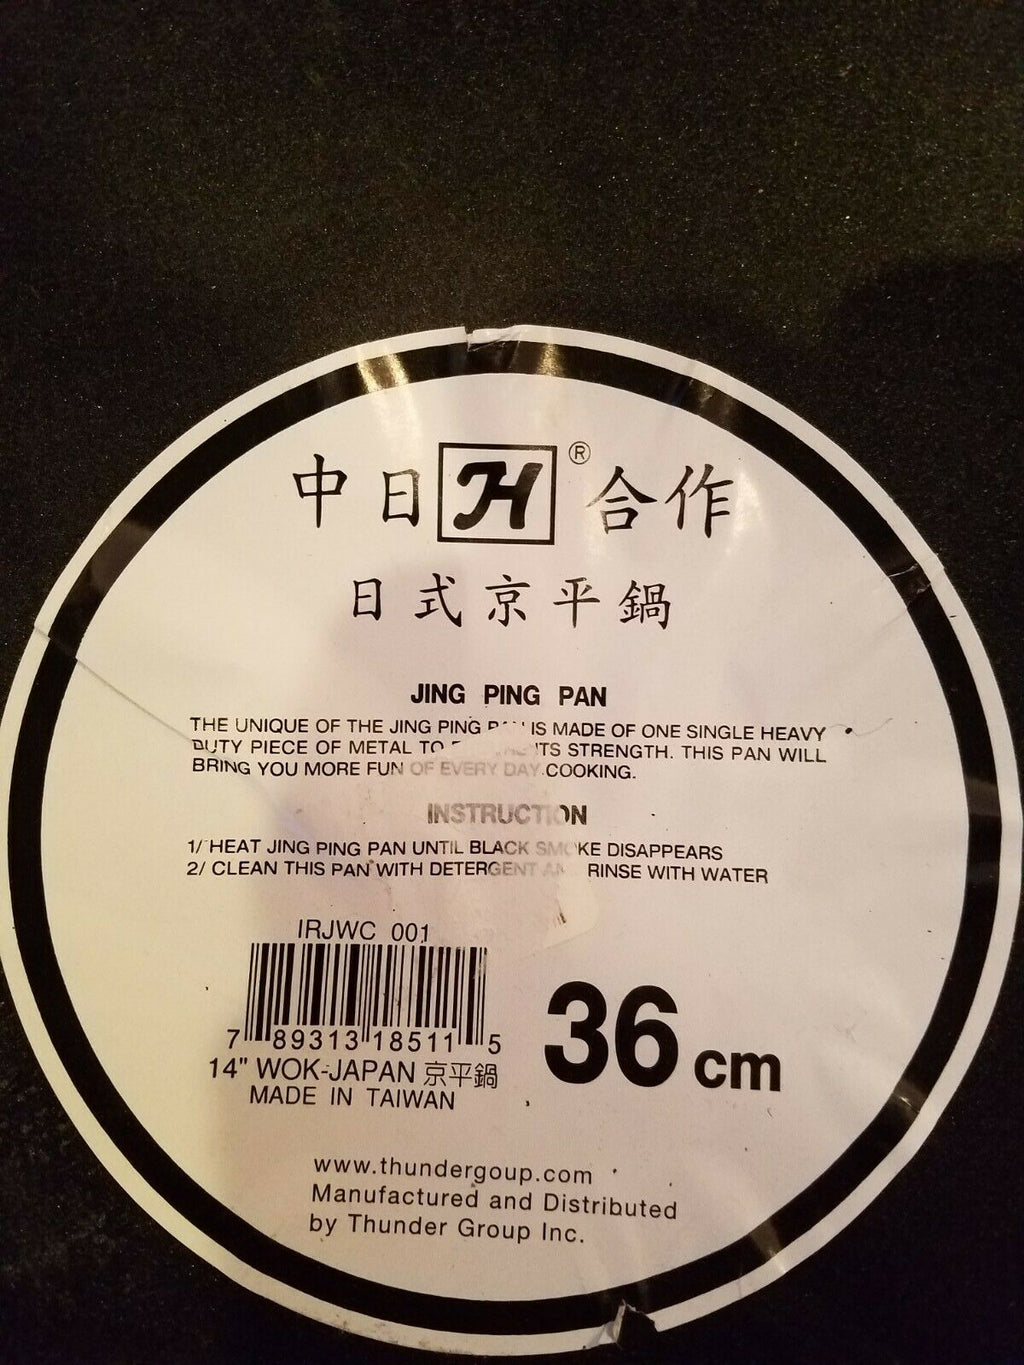 中日 H ® 合作
日式京平鍋
JING PING PAN
THE UNIQUE OF THE JING PING PAN IS MADE OF ONE SINGLE HEAVY
DUTY PIECE OF METAL TO ITS STRENGTH. THIS PAN WILL
BRING YOU MORE FUN OF EVERY DAY COOKING.
INSTRUCTION
1/ HEAT JING PING PAN UNTIL BLACK SMOKE DISAPPEARS
2/ CLEAN THIS PAN WITH DETERGENT AND RINSE WITH WATER
IRJWC 001
7 89313 18511 5
36 cm
14" WOK-JAPAN 京平鍋
MADE IN TAIWAN
www.thundergoup.com
Manufactured and Distributed
by Thunder Group Inc.